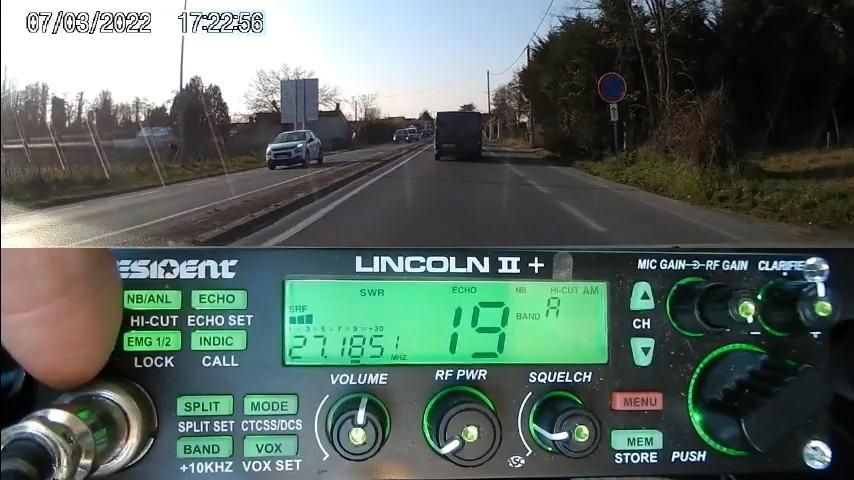 07/03/2022 17:22:56
ESIDENT LINCOLN II +
MIC GAIN RF GAIN CLARIFIE
NB/ANL ECHO
HI-CUT ECHO SET
EMG 1/2 INDIC
LOCK CALL
SWR ECHO NB HI-CUT AM
SRF 19 BAND A
27.1851 MHZ
CH
VOLUME RF PWR SQUELCH
SPLIT MODE
SPLIT SET CTCSS/DCS
BAND VOX
+10KHZ VOX SET
ASC
MENU
MEM
STORE PUSH